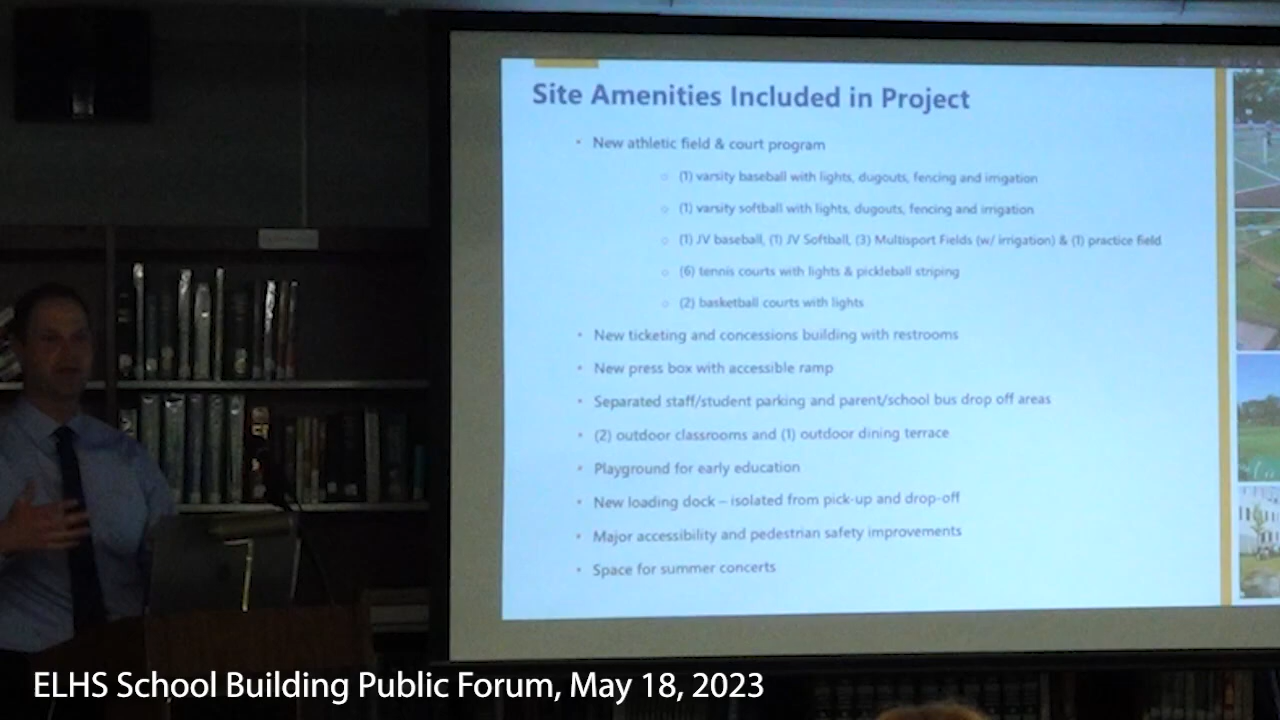 Site Amenities Included in Project
• New athletic field & court program
○ (1) varsity baseball with lights, dugouts, fencing and irrigation
○ (1) varsity softball with lights, dugouts, fencing and irrigation
○ (1) JV baseball, (1) JV Softball, (3) Multisport Fields (w/ irrigation) & (1) practice field
○ (6) tennis courts with lights & pickleball striping
○ (2) basketball courts with lights
• New ticketing and concessions building with restrooms
• New press box with accessible ramp
• Separated staff/student parking and parent/school bus drop off areas
• (2) outdoor classrooms and (1) outdoor dining terrace
• Playground for early education
• New loading dock – isolated from pick-up and drop-off
• Major accessibility and pedestrian safety improvements
• Space for summer concerts
ELHS School Building Public Forum, May 18, 2023